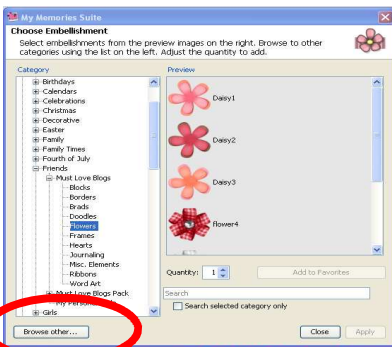 My Memories Suite
Choose Embellishment
Select embellishments from the preview images on the right. Browse to other
categories using the list on the left. Adjust the quantity to add.
Category
Birthdays
Calendars
Celebrations
Christmas
Decorative
Easter
Family
Family Times
Fourth of July
Friends
Must Love Blogs
Blocks
Borders
Brads
Doodles
Flowers
Frames
Hearts
Journaling
Misc. Elements
Ribbons
Word Art
Must Love Blogs Pack
My Personal
Girls
Preview
Daisy1
Daisy2
Daisy3
flower4
Quantity: 1
Add to Favorites
Search
Search selected category only
Browse other...
Close
Apply